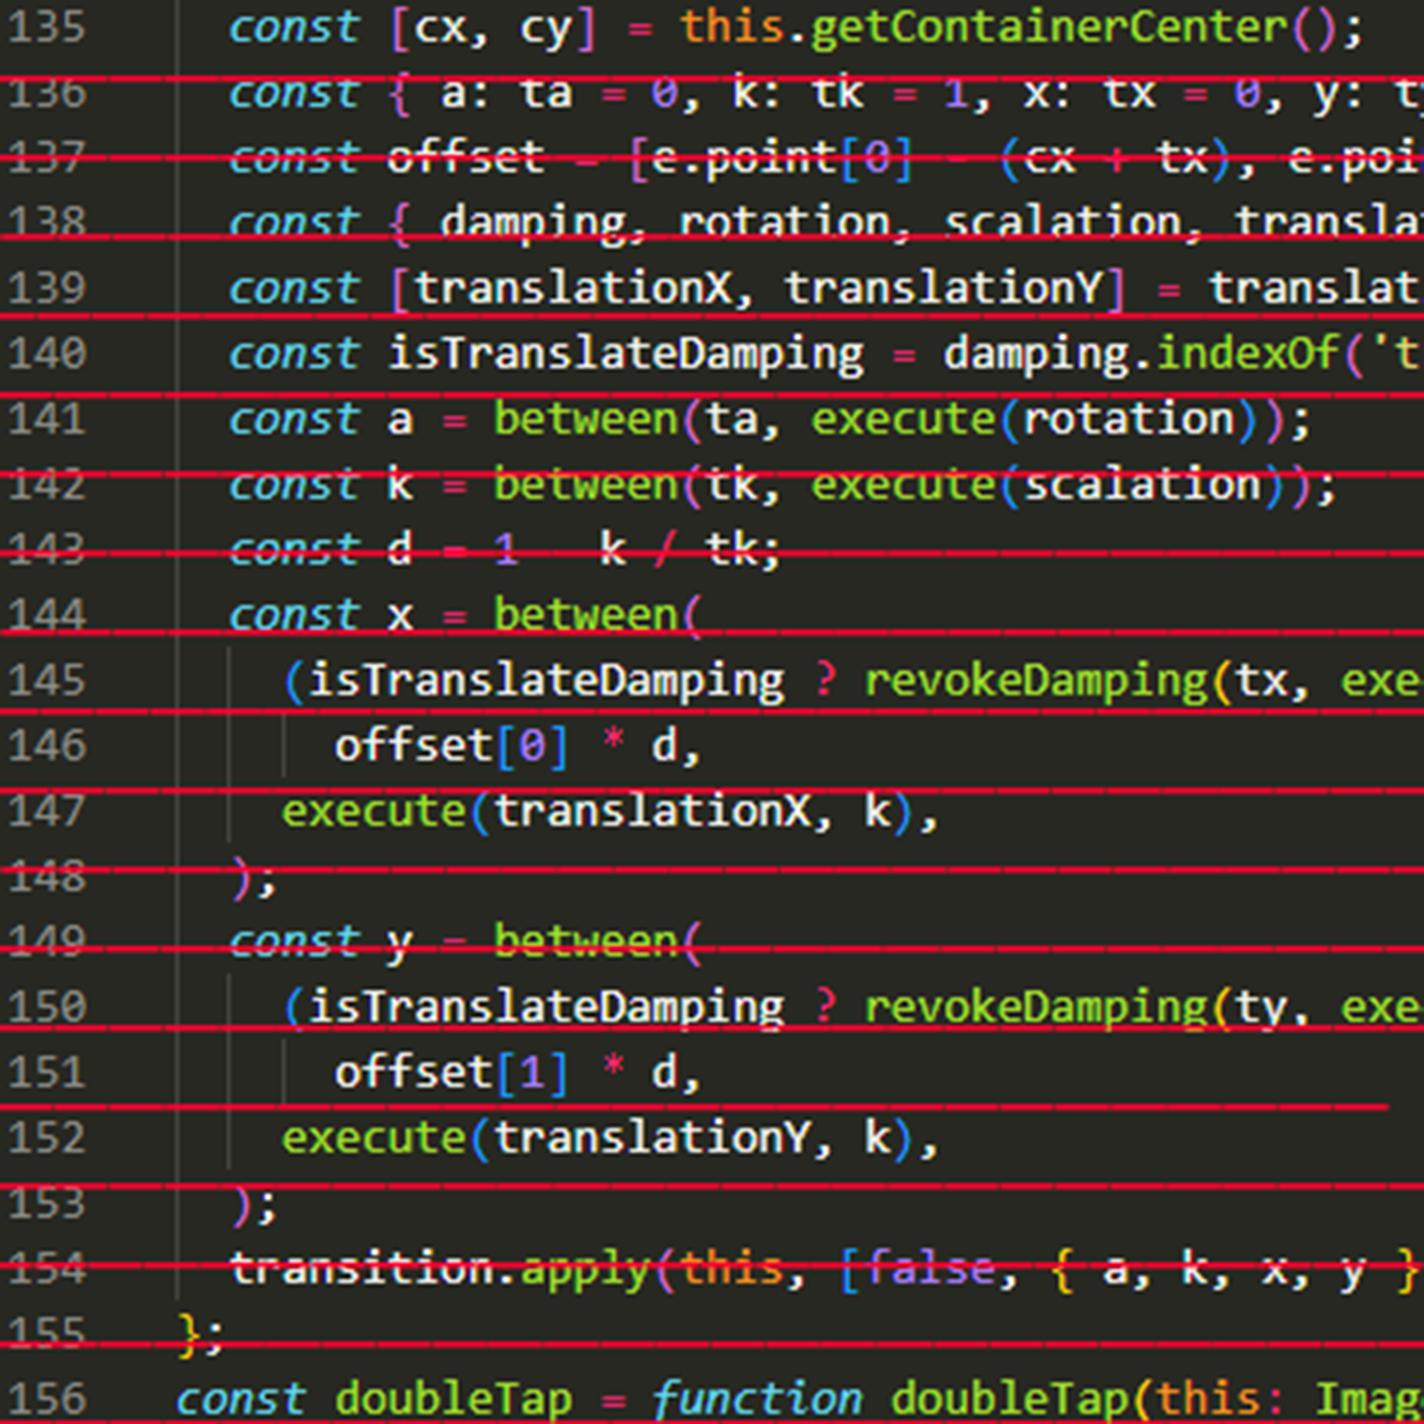 135 const [cx, cy] = this.getContainerCenter();
136 const { a: ta = 0, k: tk = 1, x: tx = 0, y: ty
137 const offset = [e.point[0] - (cx + tx), e.poi
138 const { damping, rotation, scalation, transla
139 const [translationX, translationY] = translat
140 const isTranslateDamping = damping.indexOf('t
141 const a = between(ta, execute(rotation));
142 const k = between(tk, execute(scalation));
143 const d = 1 k / tk;
144 const x = between(
145 (isTranslateDamping ? revokeDamping(tx, exe
146 offset[0] * d,
147 execute(translationX, k),
148 );
149 const y = between(
150 (isTranslateDamping ? revokeDamping(ty, exe
151 offset[1] * d,
152 execute(translationY, k),
153 );
154 transition.apply(this, [false, { a, k, x, y }
155 };
156 const doubleTap = function doubleTap(this: Imag